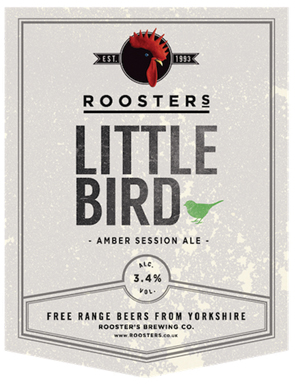 EST. 1993
ROOSTERS
LITTLE
BIRD
- AMBER SESSION ALE -
ALC.
3.4%
VOL.
FREE RANGE BEERS FROM YORKSHIRE
ROOSTER'S BREWING CO.
www.ROOSTERS.co.uk